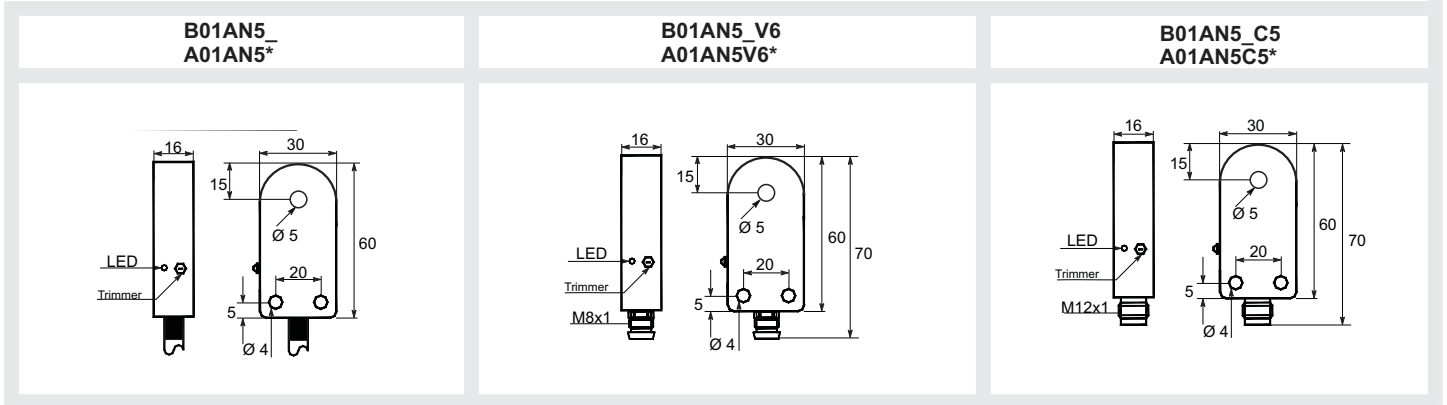 B01AN5_
A01AN5*
B01AN5_V6
A01AN5V6*
B01AN5_C5
A01AN5C5*
16
30
15
Ø 5
60
LED
20
Trimmer
5
Ø 4
16
30
15
Ø 5
60
70
LED
20
Trimmer
5
M8x1
Ø 4
16
30
15
Ø 5
60
70
LED
20
Trimmer
5
M12x1
Ø 4